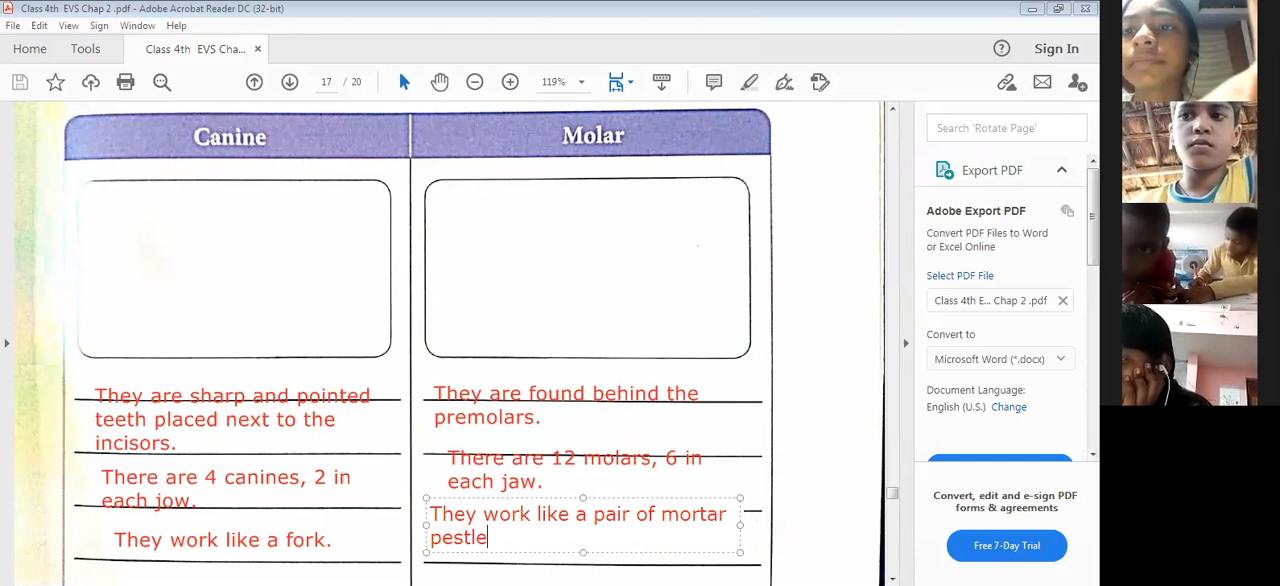 Class 4th EVS Chap 2 .pdf - Adobe Acrobat Reader DC (32-bit)
File Edit View Sign Window Help
Home Tools Class 4th EVS Cha... × Sign In
17 / 20 119%
Canine Molar
They are sharp and pointed
teeth placed next to the
incisors.
There are 4 canines, 2 in
each jow.
They work like a fork.
They are found behind the
premolars.
There are 12 molars, 6 in
each jaw.
They work like a pair of mortar
pestle
Search 'Rotate Page'
Export PDF
Adobe Export PDF
Convert PDF Files to Word
or Excel Online
Select PDF File
Class 4th E... Chap 2 .pdf
Convert to
Microsoft Word (*.docx)
Document Language:
English (U.S.) Change
Convert, edit and e-sign PDF
forms & agreements
Free 7-Day Trial